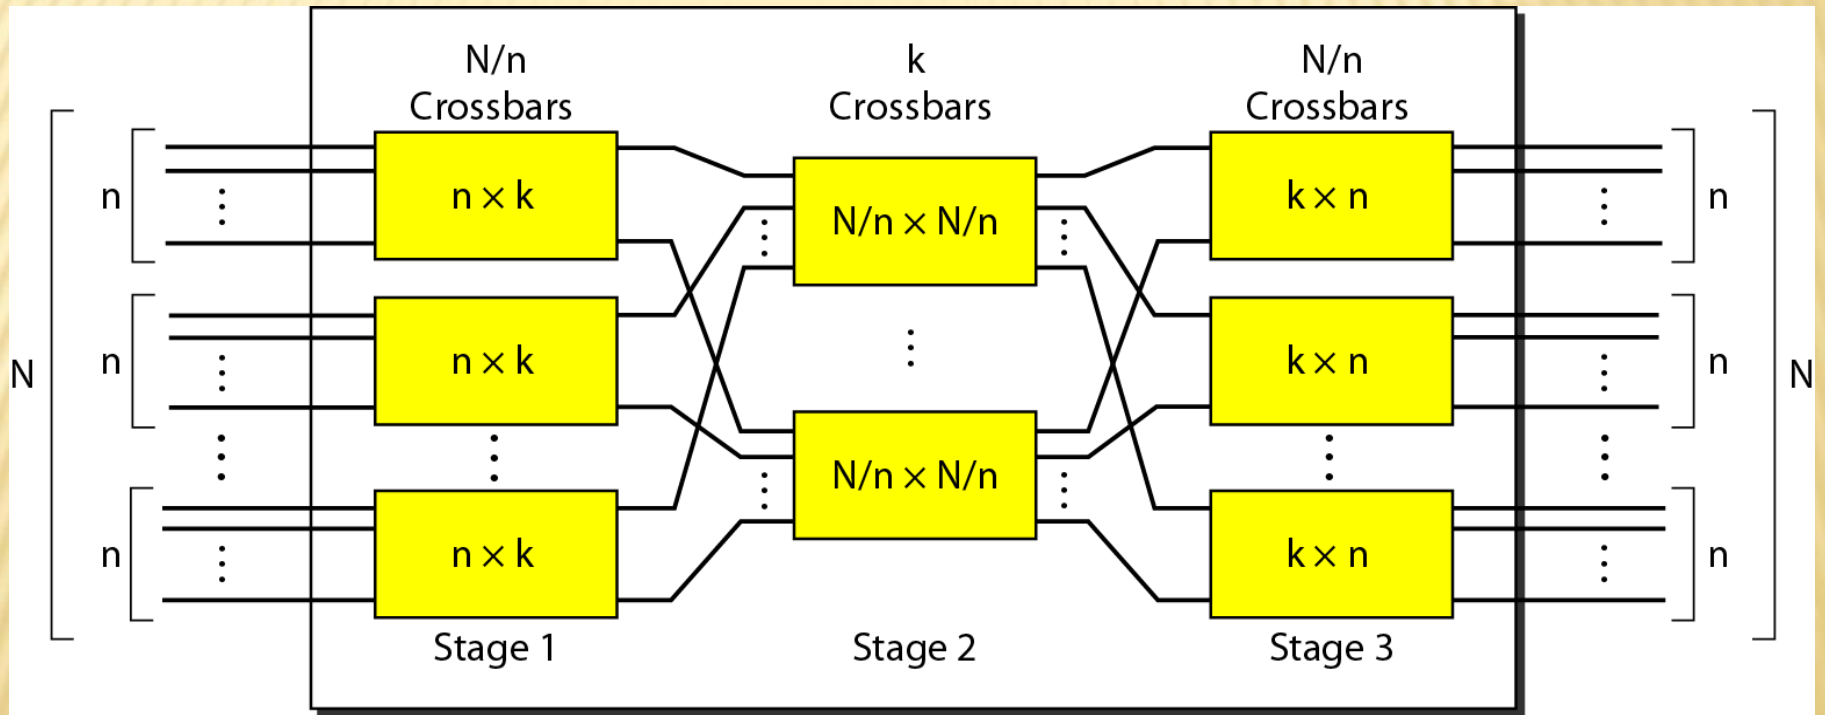 N/n
Crossbars
k
Crossbars
N/n
Crossbars
n
n × k
N/n × N/n
k × n
n
N
n
n × k
k × n
n
N
N/n × N/n
n
n × k
k × n
n
Stage 1
Stage 2
Stage 3